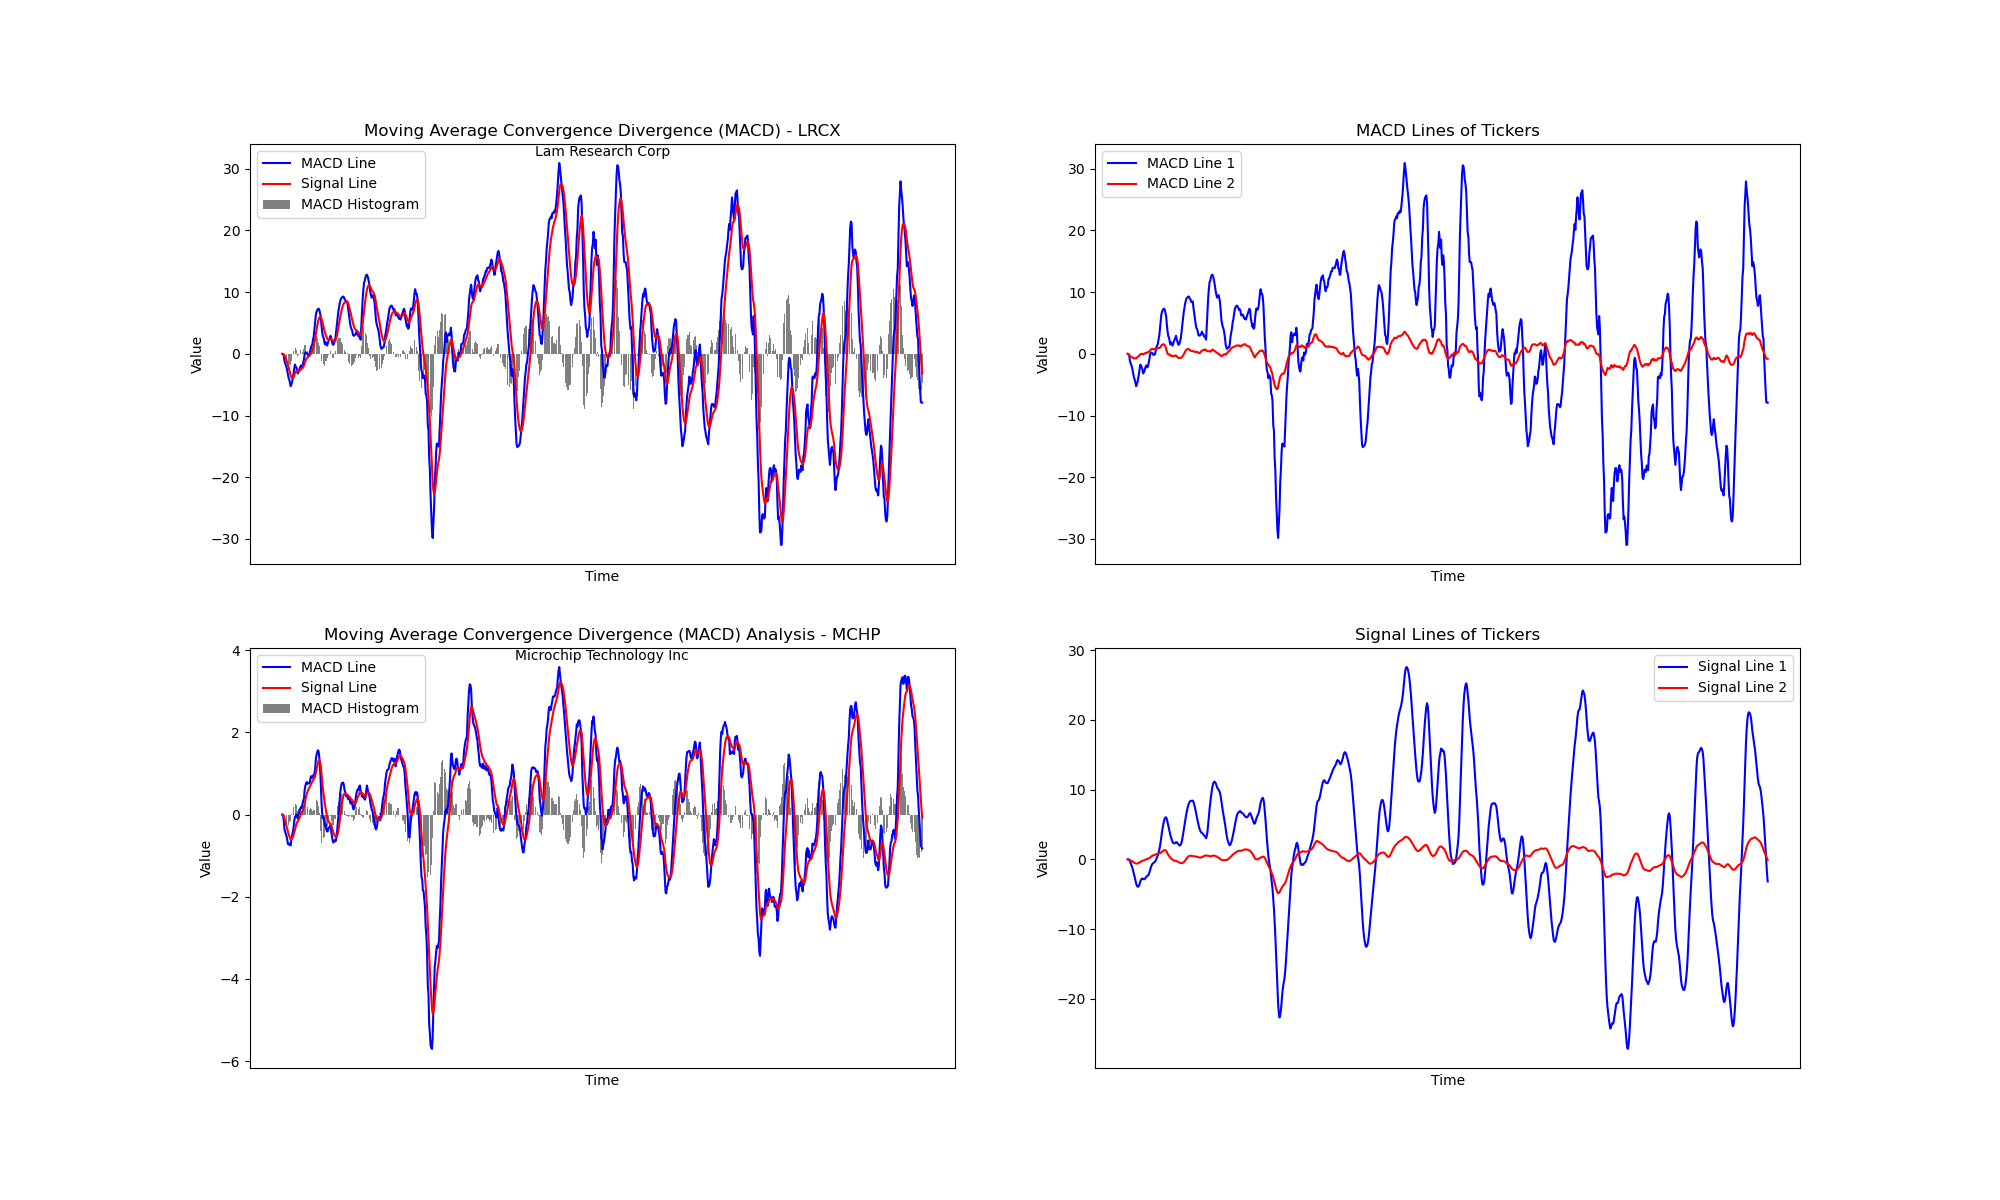 Moving Average Convergence Divergence (MACD) - LRCX
Lam Research Corp
MACD Line
Signal Line
MACD Histogram
30
20
10
0
−10
−20
−30
Value
Time
MACD Lines of Tickers
MACD Line 1
MACD Line 2
30
20
10
0
−10
−20
−30
Value
Time
Moving Average Convergence Divergence (MACD) Analysis - MCHP
Microchip Technology Inc
MACD Line
Signal Line
MACD Histogram
4
2
0
−2
−4
−6
Value
Time
Signal Lines of Tickers
Signal Line 1
Signal Line 2
30
20
10
0
−10
−20
Value
Time